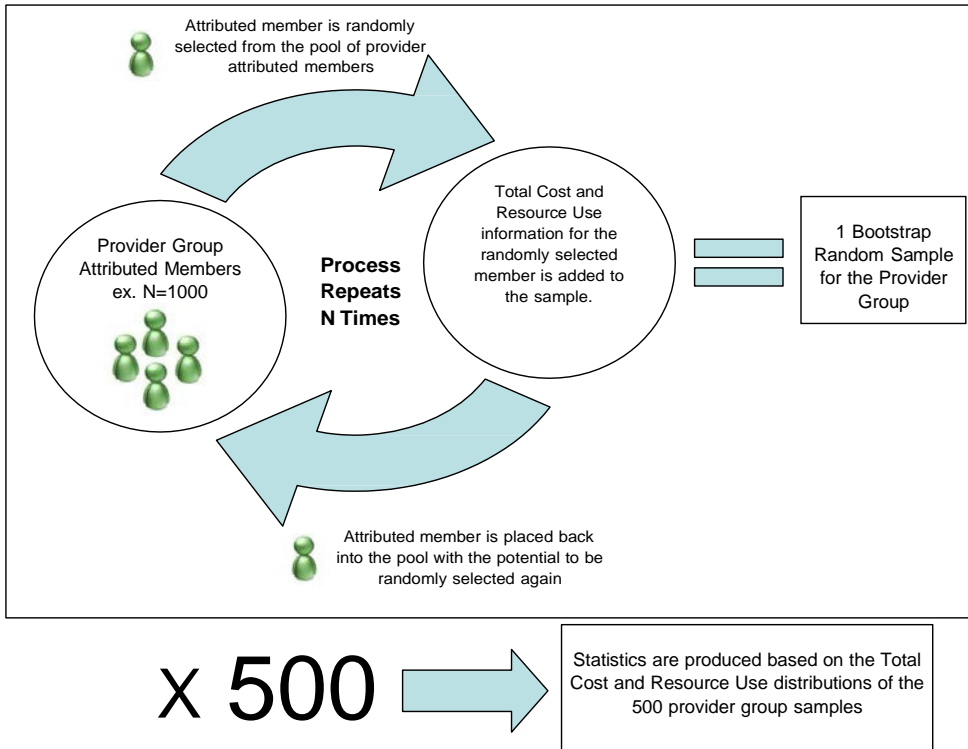 Attributed member is randomly
selected from the pool of provider
attributed members
Provider Group
Attributed Members
ex. N=1000
Process
Repeats
N Times
Total Cost and
Resource Use
information for the
randomly selected
member is added to
the sample.
1 Bootstrap
Random Sample
for the Provider
Group
Attributed member is placed back
into the pool with the potential to be
randomly selected again
X 500
Statistics are produced based on the Total
Cost and Resource Use distributions of the
500 provider group samples